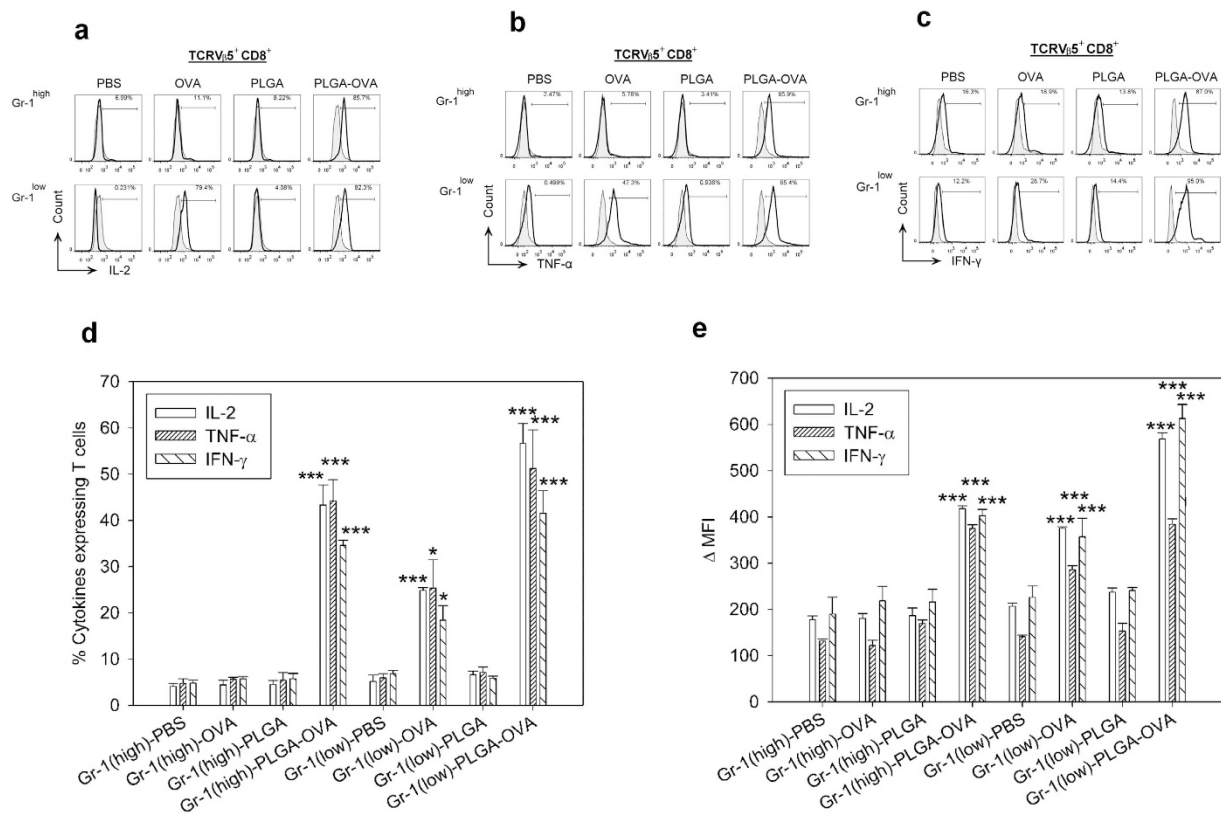 a
TCRVβ5+ CD8+
PBS OVA PLGA PLGA-OVA
Gr-1high
6.99% 11.1% 8.22% 85.7%
Gr-1low
0.231% 79.4% 4.08% 82.3%
Count
IL-2
b
TCRVβ5+ CD8+
PBS OVA PLGA PLGA-OVA
Gr-1high
2.47% 5.78% 3.41% 85.9%
Gr-1low
0.499% 47.3% 0.938% 85.4%
Count
TNF-α
c
TCRVβ5+ CD8+
PBS OVA PLGA PLGA-OVA
Gr-1high
16.3% 18.9% 13.8% 87.0%
Gr-1low
12.2% 28.7% 14.4% 95.0%
Count
IFN-γ
d
% Cytokines expressing T cells
70
60
50
40
30
20
10
0
IL-2
TNF-α
IFN-γ
*** *** ***
*** * *
*** *** ***
Gr-1(high)-PBS
Gr-1(high)-OVA
Gr-1(high)-PLGA
Gr-1(high)-PLGA-OVA
Gr-1(low)-PBS
Gr-1(low)-OVA
Gr-1(low)-PLGA
Gr-1(low)-PLGA-OVA
e
Δ MFI
700
600
500
400
300
200
100
0
IL-2
TNF-α
IFN-γ
*** *** ***
*** *** ***
*** *** ***
Gr-1(high)-PBS
Gr-1(high)-OVA
Gr-1(high)-PLGA
Gr-1(high)-PLGA-OVA
Gr-1(low)-PBS
Gr-1(low)-OVA
Gr-1(low)-PLGA
Gr-1(low)-PLGA-OVA